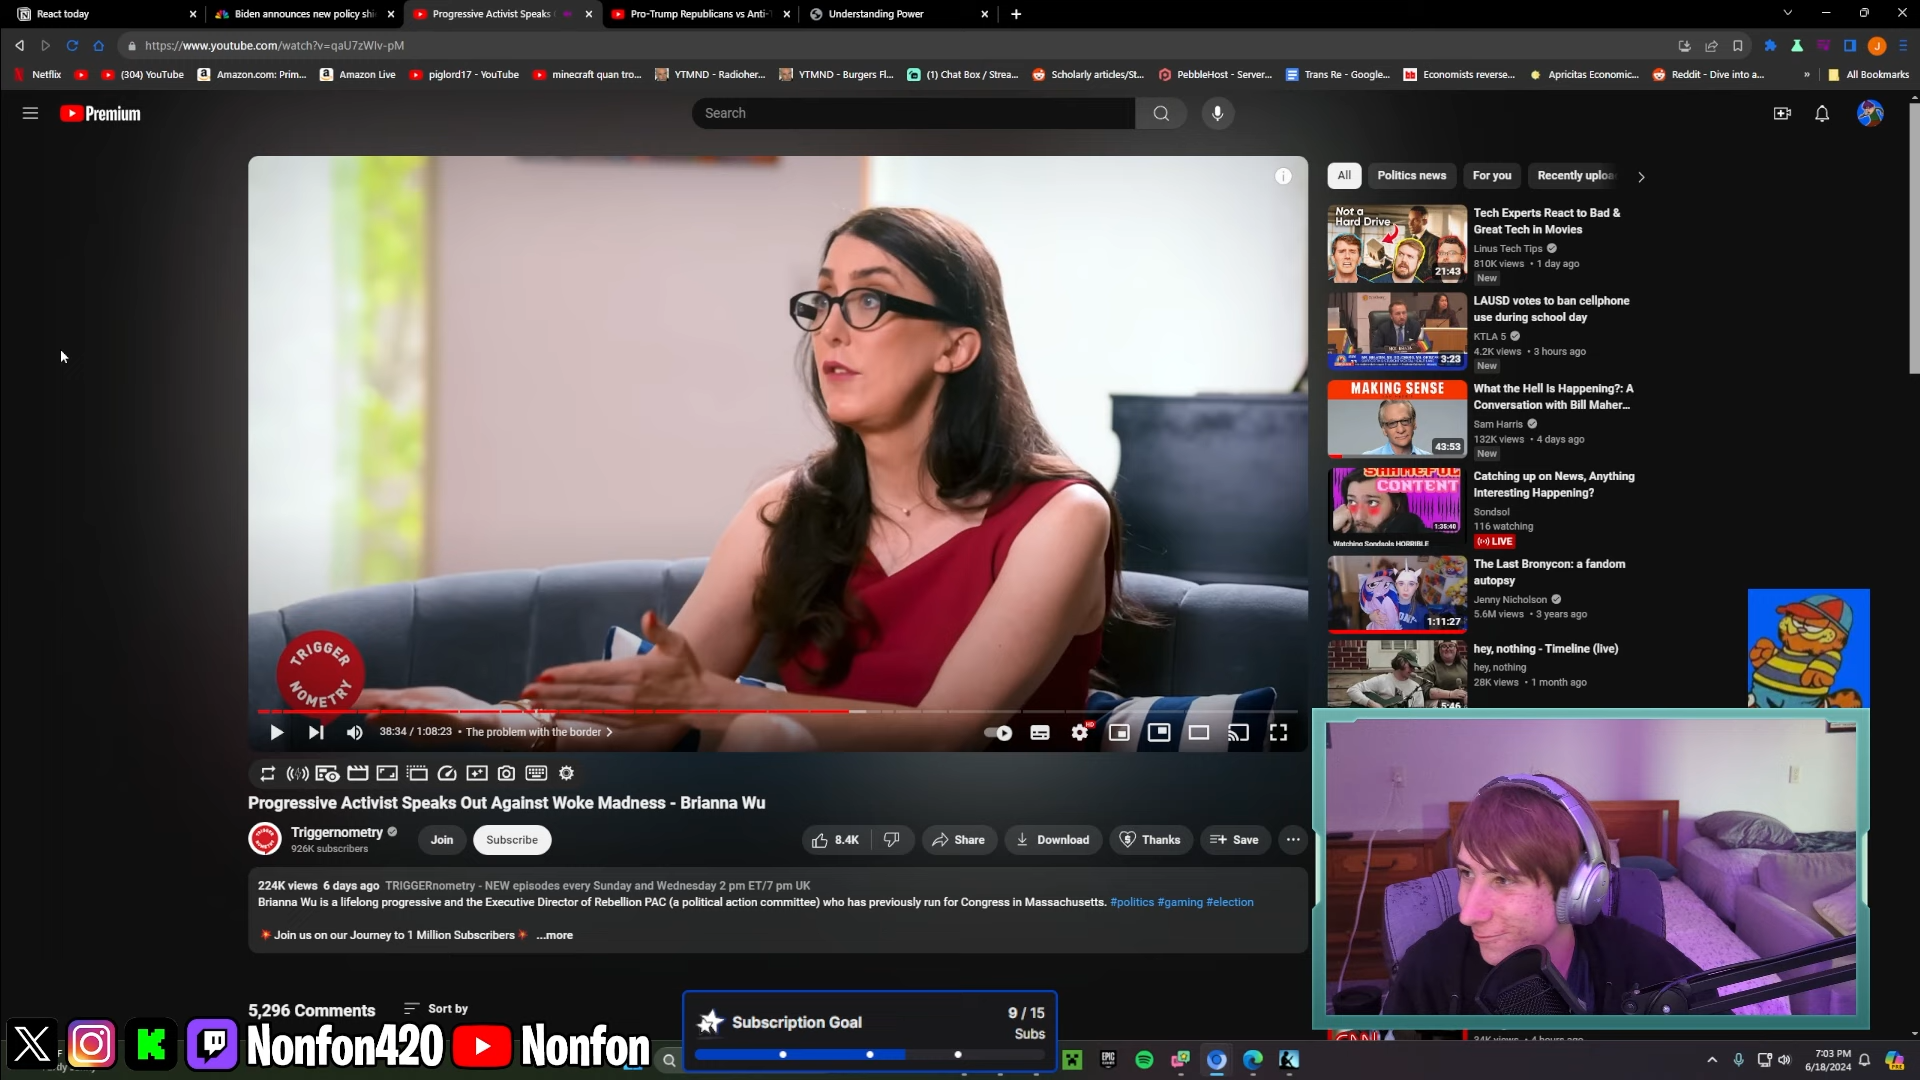 React today
Biden announces new policy shi
Progressive Activist Speaks
Pro-Trump Republicans vs Anti-T
Understanding Power
https://www.youtube.com/watch?v=qaU7zWlv-pM
Netflix
(304) YouTube
Amazon.com: Prim...
Amazon Live
piglord17 - YouTube
minecraft quan tro...
YTMND - Radioher...
YTMND - Burgers Fl...
(1) Chat Box / Strea...
Scholarly articles/St...
PebbleHost - Server...
Trans Re - Google...
Economists reverse...
Apricitas Economic...
Reddit - Dive into a...
All Bookmarks
Premium
Search
All
Politics news
For you
Recently uploa
Not a
Hard Drive
21:43
Tech Experts React to Bad &
Great Tech in Movies
Linus Tech Tips
810K views • 1 day ago
New
3:23
LAUSD votes to ban cellphone
use during school day
KTLA 5
4.2K views • 3 hours ago
New
MAKING SENSE
43:53
What the Hell Is Happening?: A
Conversation with Bill Maher...
Sam Harris
132K views • 4 days ago
New
CONTENT
1:35:40
Watching Sondsols HORRIBLE
Catching up on News, Anything
Interesting Happening?
Sondsol
116 watching
LIVE
1:11:27
The Last Bronycon: a fandom
autopsy
Jenny Nicholson
5.6M views • 3 years ago
5:46
hey, nothing - Timeline (live)
hey, nothing
28K views • 1 month ago
TRIGGER
NOMETRY
38:34 / 1:08:23 • The problem with the border
HD
Progressive Activist Speaks Out Against Woke Madness - Brianna Wu
Triggernometry
926K subscribers
Join
Subscribe
8.4K
Share
Download
Thanks
Save
224K views 6 days ago TRIGGERnometry - NEW episodes every Sunday and Wednesday 2 pm ET/7 pm UK
Brianna Wu is a lifelong progressive and the Executive Director of Rebellion PAC (a political action committee) who has previously run for Congress in Massachusetts. #politics #gaming #election
Join us on our Journey to 1 Million Subscribers ...more
5,296 Comments
Sort by
Subscription Goal
9 / 15
Subs
Nonfon420
Nonfon
EPIC
7:03 PM
6/18/2024